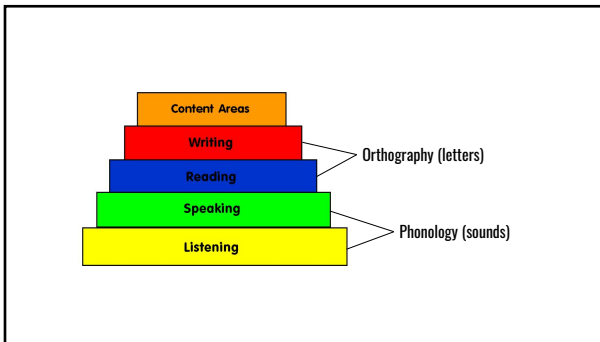 Content Areas
Writing
Orthography (letters)
Reading
Speaking
Phonology (sounds)
Listening